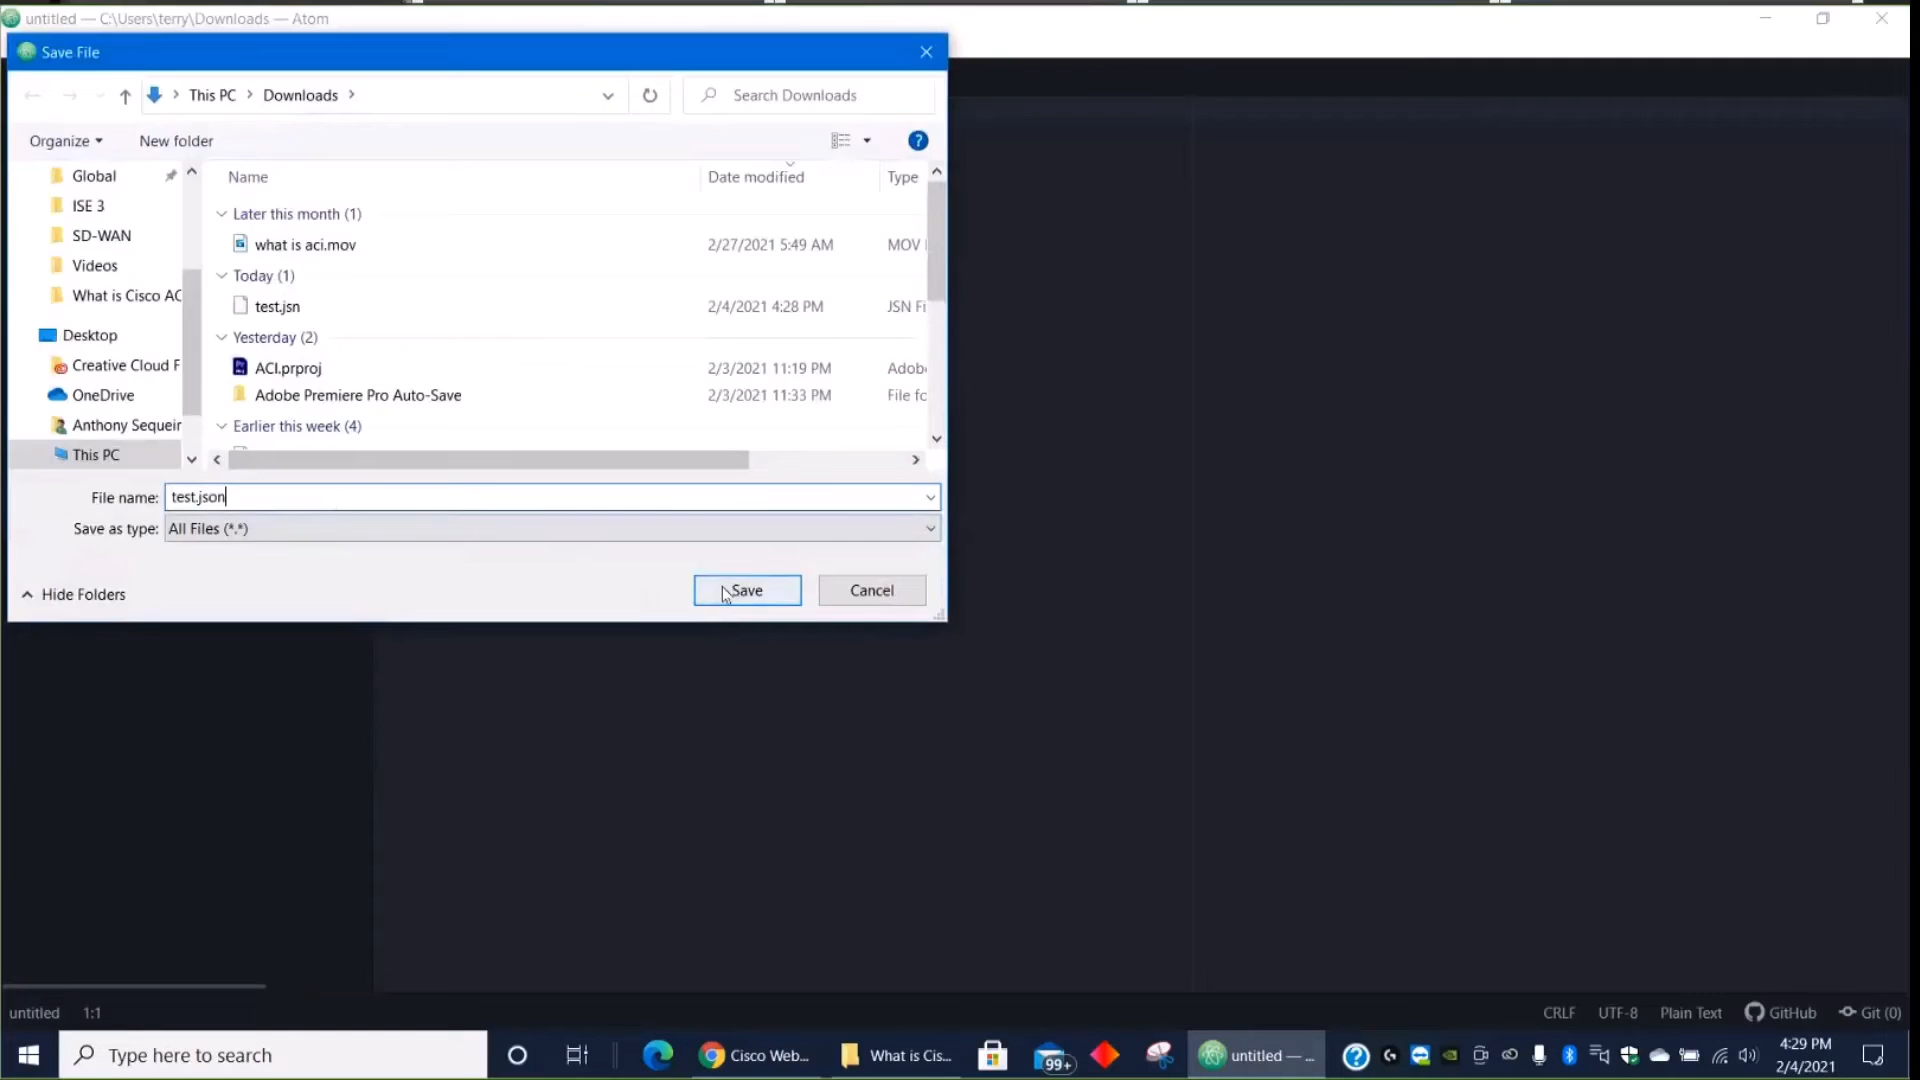 untitled — C:\Users\terry\Downloads — Atom
Save File
This PC > Downloads >
Search Downloads
Organize
New folder
Name
Date modified
Type
Global
ISE 3
SD-WAN
Videos
What is Cisco AC
Desktop
Creative Cloud F
OneDrive
Anthony Sequeir
This PC
Later this month (1)
what is aci.mov 2/27/2021 5:49 AM MOV
Today (1)
test.jsn 2/4/2021 4:28 PM JSN Fi
Yesterday (2)
ACI.prproj 2/3/2021 11:19 PM Adob
Adobe Premiere Pro Auto-Save 2/3/2021 11:33 PM File fo
Earlier this week (4)
File name: test.json
Save as type: All Files (*.*)
Hide Folders
Save
Cancel
untitled 1:1
CRLF UTF-8 Plain Text GitHub Git (0)
Type here to search
Cisco Web...
What is Cis...
99+
untitled — ...
4:29 PM
2/4/2021